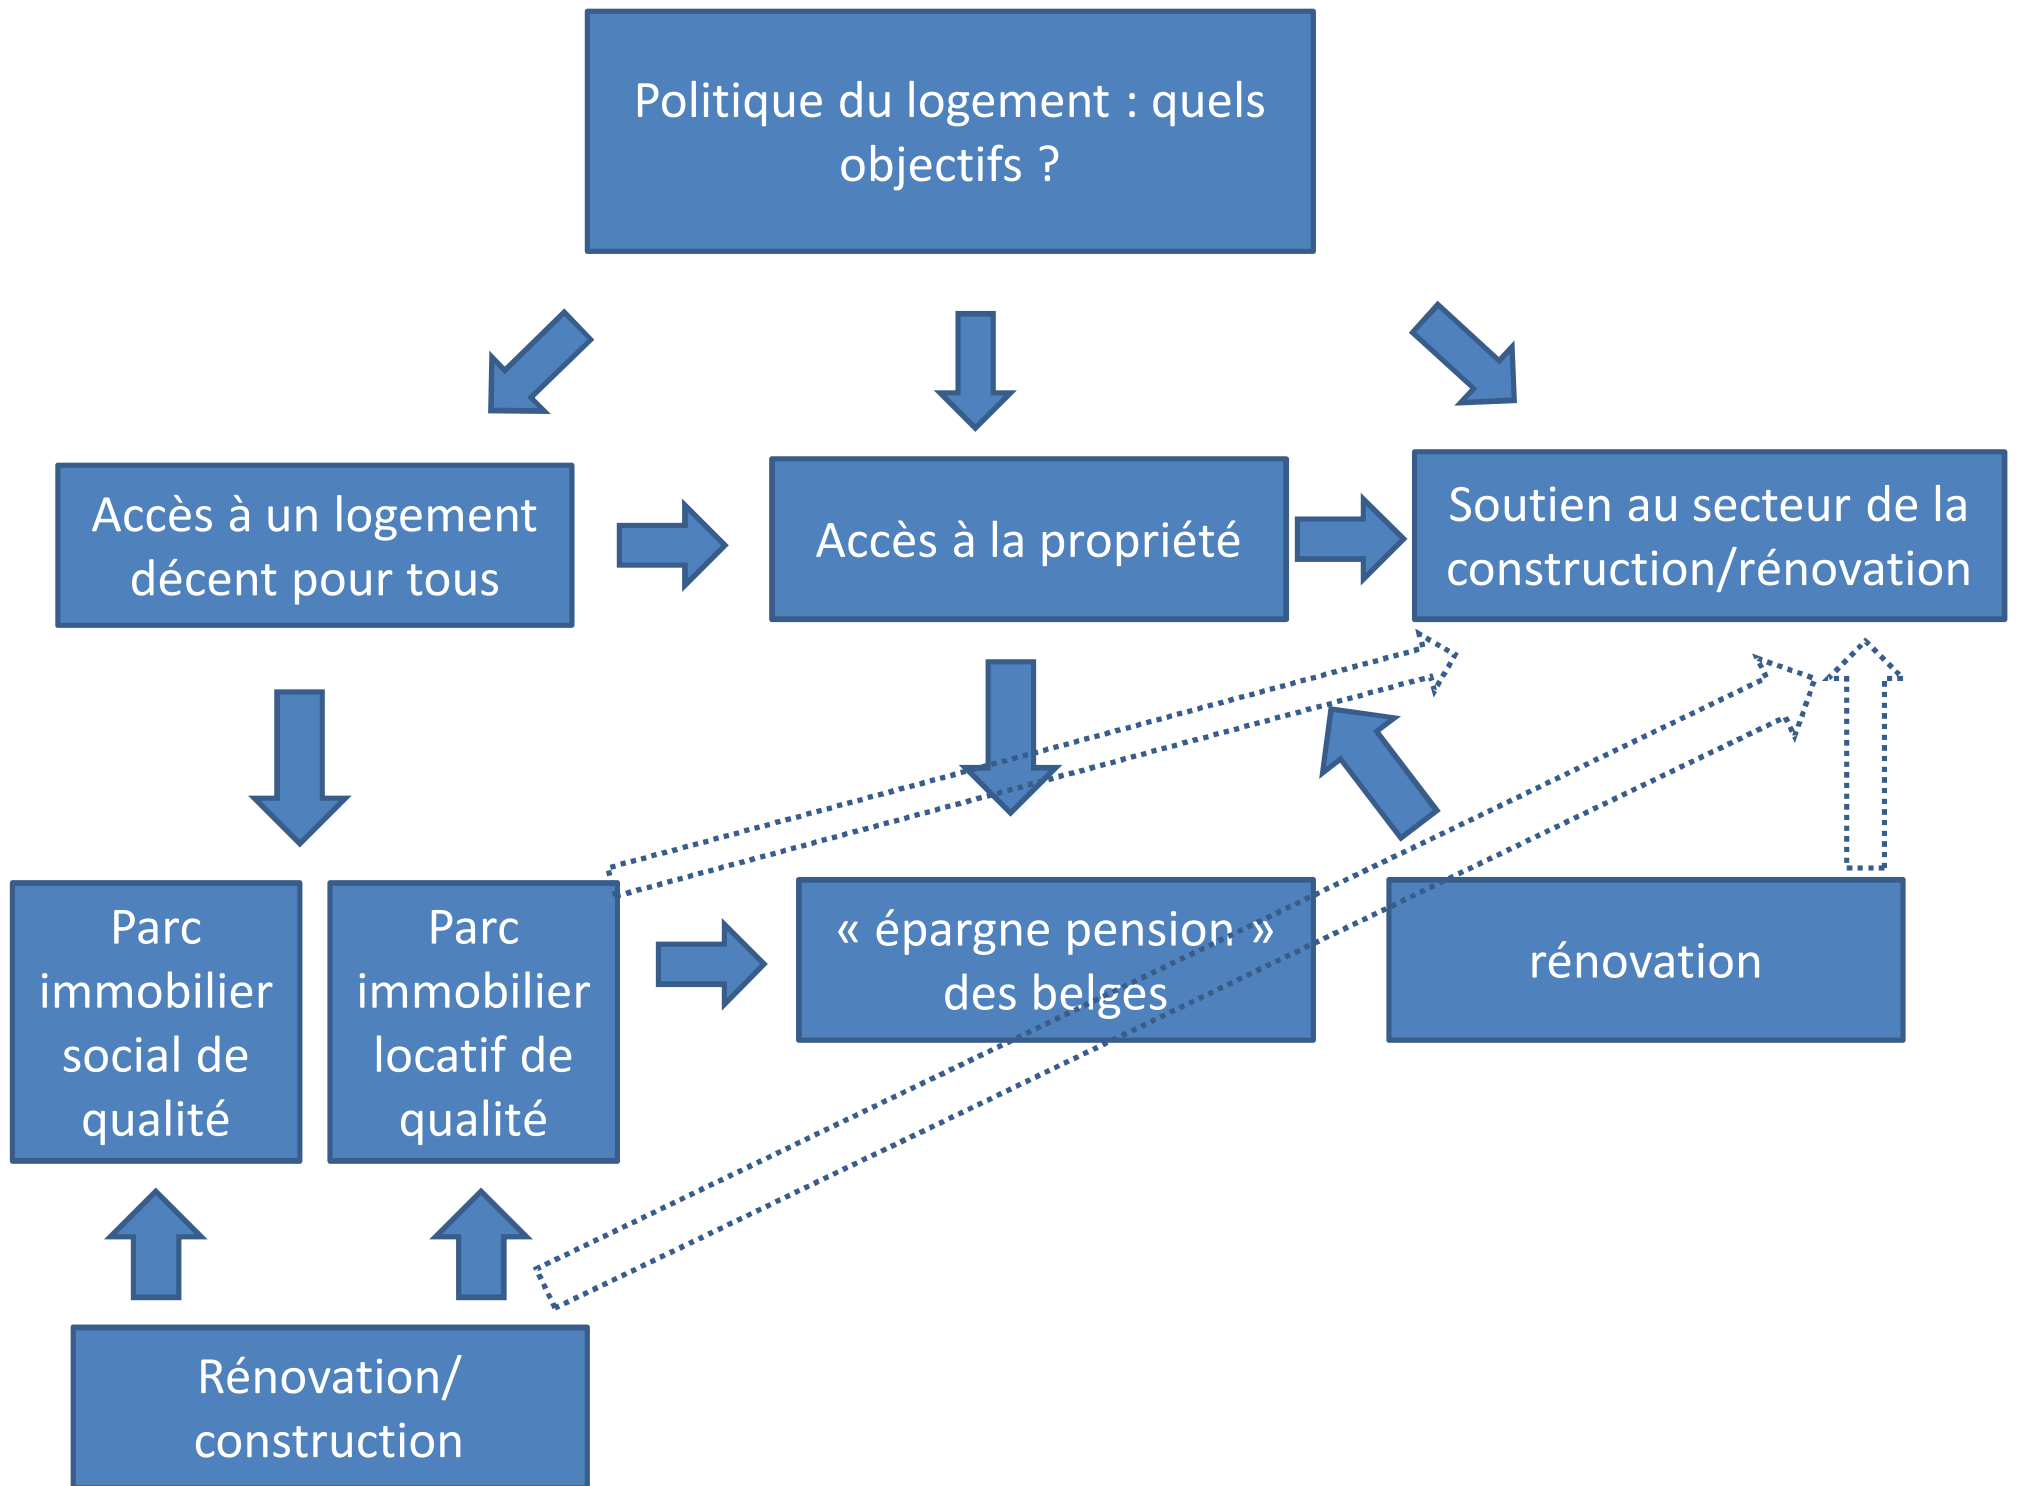 Politique du logement : quels
objectifs ?
Accès à un logement
décent pour tous
Accès à la propriété
Soutien au secteur de la
construction/rénovation
Parc
immobilier
social de
qualité
Parc
immobilier
locatif de
qualité
« épargne pension »
des belges
rénovation
Rénovation/
construction